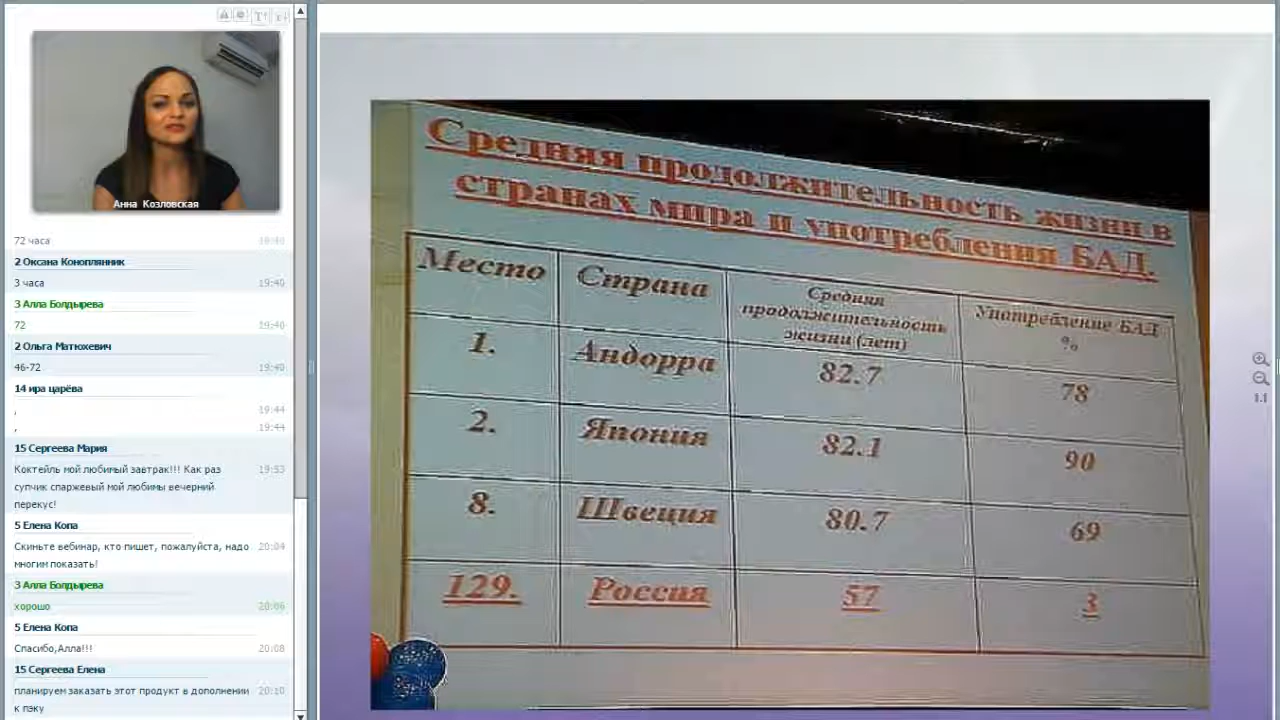 Анна Козловская
72 часа
2 Оксана Коноплянник
3 часа 19:40
3 Алла Болдырева
72 19:40
2 Ольга Матюхевич
46-72 19:40
14 ира царёва
, 19:44
, 19:44
15 Сергеева Мария
Коктейль мой любимый завтрак!!! Как раз 19:53
супчик спаржевый мой любимы вечерний
перекус!
5 Елена Копа
Скиньте вебинар, кто пишет, пожалуйста, надо 20:04
многим показать!
3 Алла Болдырева
хорошо 20:06
5 Елена Копа
Спасибо,Алла!!! 20:08
15 Сергеева Елена
планируем заказать этот продукт в дополнении 20:10
к пэку
Средняя продолжительность жизни в
странах мира и употребления БАД.
Место Страна Средняя продолжительность жизни (лет) Употребление БАД %
1. Андорра 82.7 78
2. Япония 82.1 90
8. Швеция 80.7 69
129. Россия 57 3
1:1